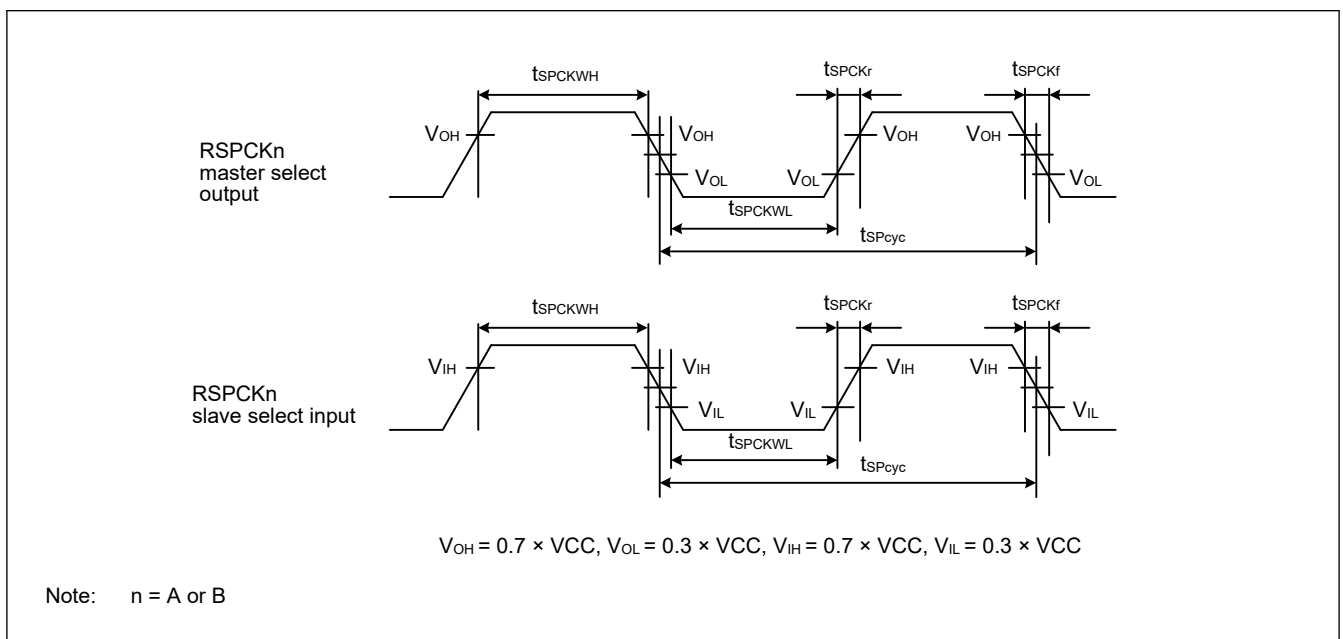 tSPCKWH
tSPCKr
tSPCKf
VOH
VOH
VOH
VOH
RSPCKn
master select
output
VOL
VOL
VOL
tSPCKWL
tSPcyc
tSPCKWH
tSPCKr
tSPCKf
VIH
VIH
VIH
VIH
RSPCKn
slave select input
VIL
VIL
VIL
tSPCKWL
tSPcyc
VOH = 0.7 × VCC, VOL = 0.3 × VCC, VIH = 0.7 × VCC, VIL = 0.3 × VCC
Note: n = A or B